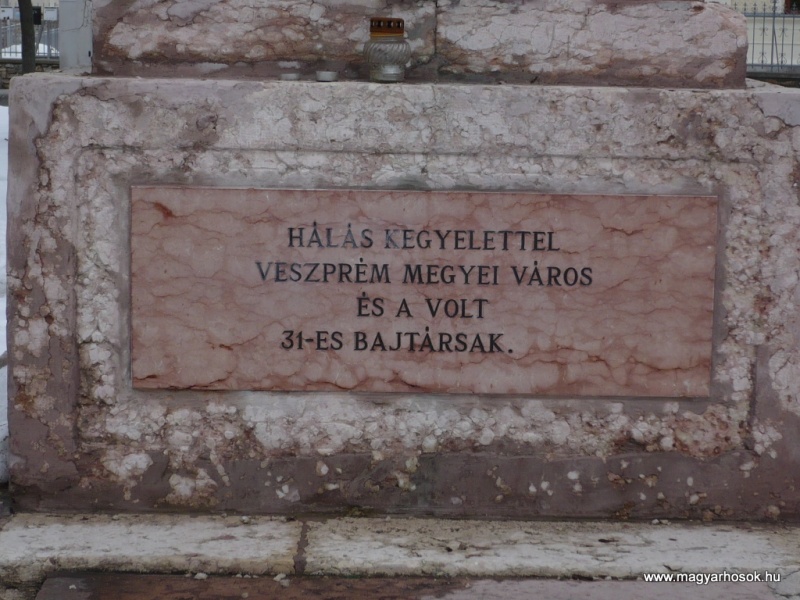 HÁLÁS KEGYELETTEL
VESZPRÉM MEGYEI VÁROS
ÉS A VOLT
31-ES BAJTÁRSAK.
www.magyarhosok.hu